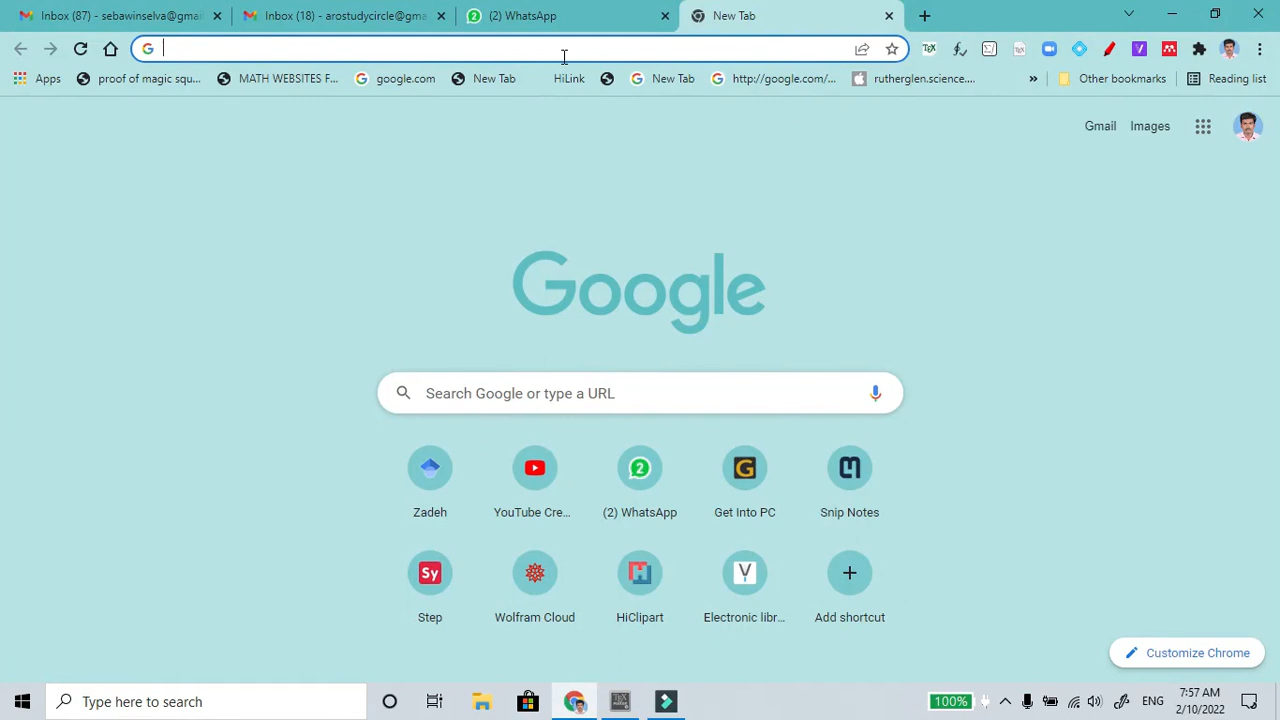 Inbox (87) - sebawinselva@gmai
Inbox (18) - arostudycircle@gm
(2) WhatsApp
New Tab
Apps
proof of magic squ...
MATH WEBSITES F...
google.com
New Tab
HiLink
New Tab
http://google.com/...
rutherglen.science....
»
Other bookmarks
Reading list
Gmail
Images
Google
Search Google or type a URL
Zadeh
YouTube Cre...
(2) WhatsApp
Get Into PC
Snip Notes
Step
Wolfram Cloud
HiClipart
Electronic libr...
Add shortcut
Customize Chrome
Type here to search
100%
ENG
7:57 AM
2/10/2022